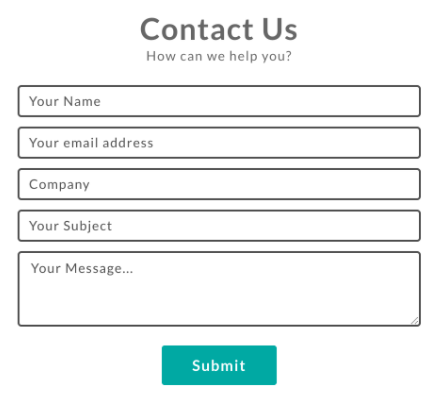 Contact Us
How can we help you?
Your Name
Your email address
Company
Your Subject
Your Message...
Submit